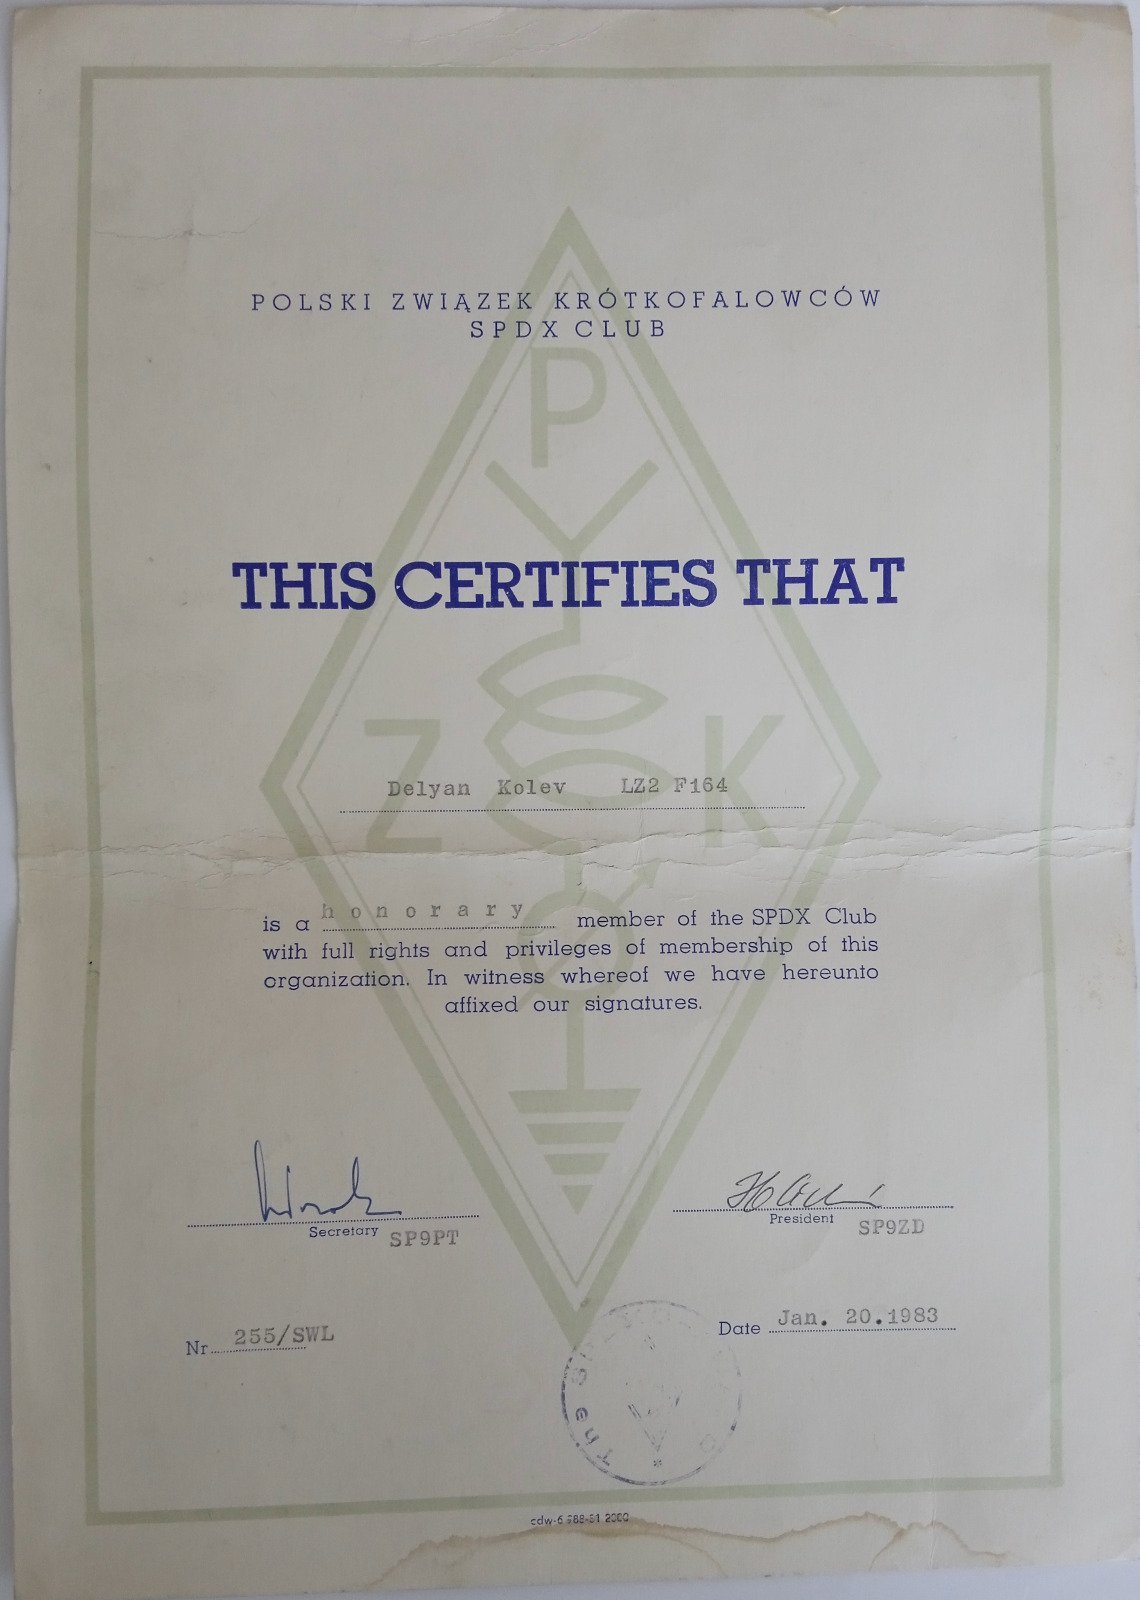 POLSKI ZWIĄZEK KRÓTKOFALOWCÓW
SPDX CLUB
P
Z K
THIS CERTIFIES THAT
Delyan Kolev LZ2 F164
is a honorary member of the SPDX Club
with full rights and privileges of membership of this
organization. In witness whereof we have hereunto
affixed our signatures.
Secretary SP9PT
President SP9ZD
Nr 255/SWL
Date Jan. 20.1983
The